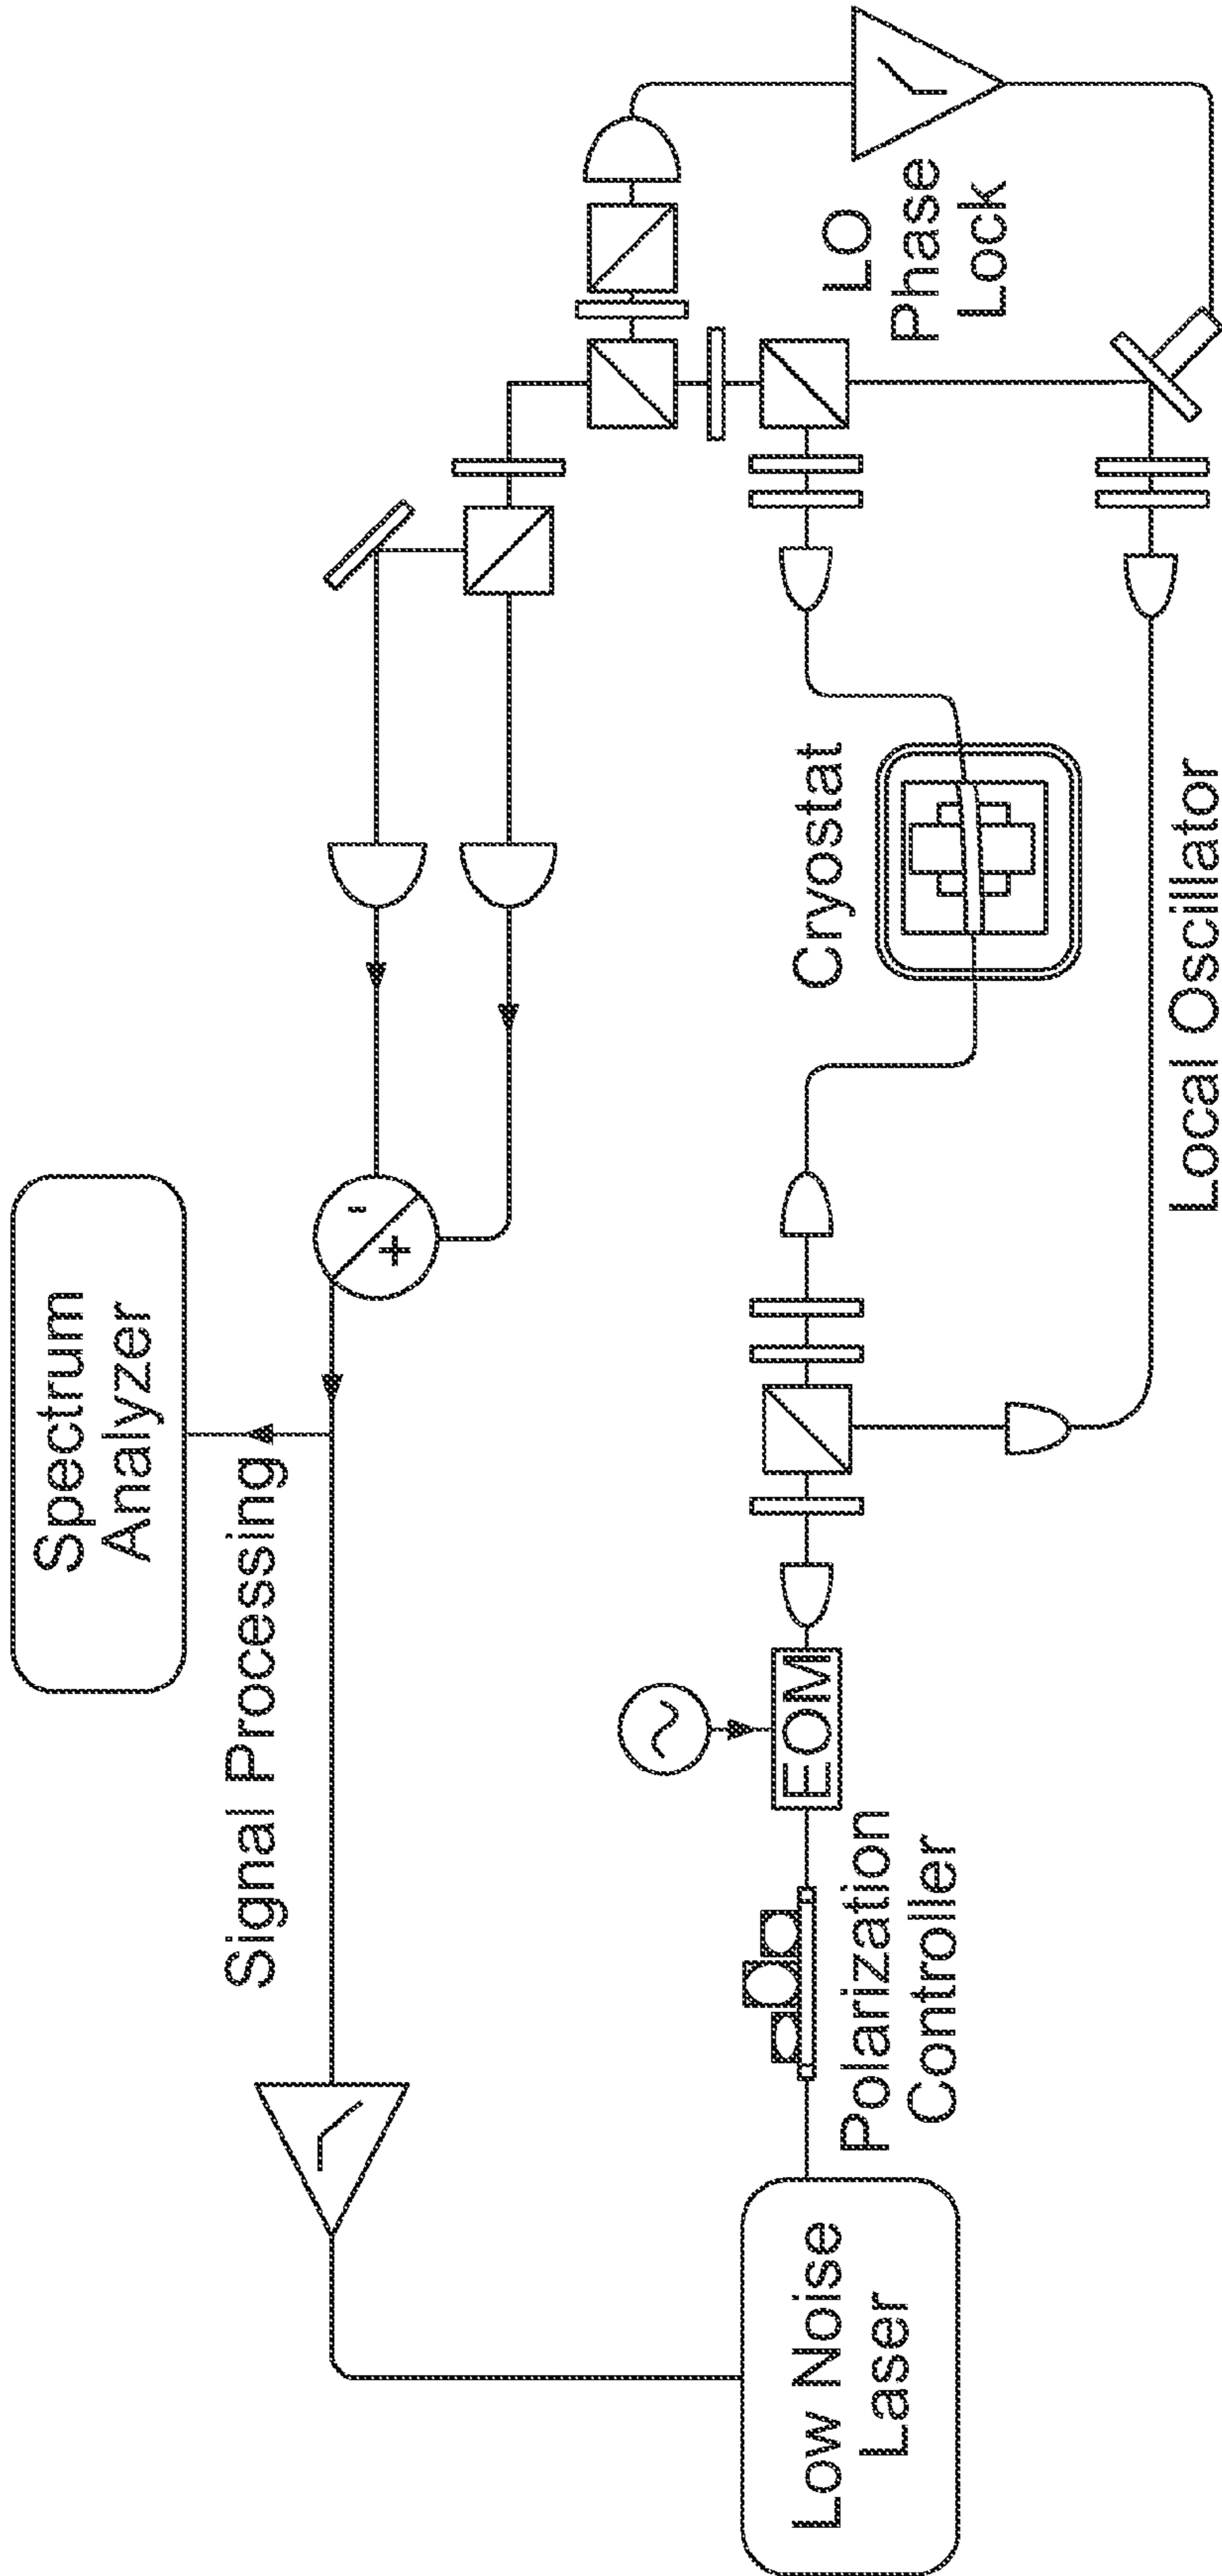 Spectrum
Analyzer
Signal Processing
-
+
LO
Phase
Lock
Cryostat
EOM
Polarization
Controller
Low Noise
Laser
Local Oscillator